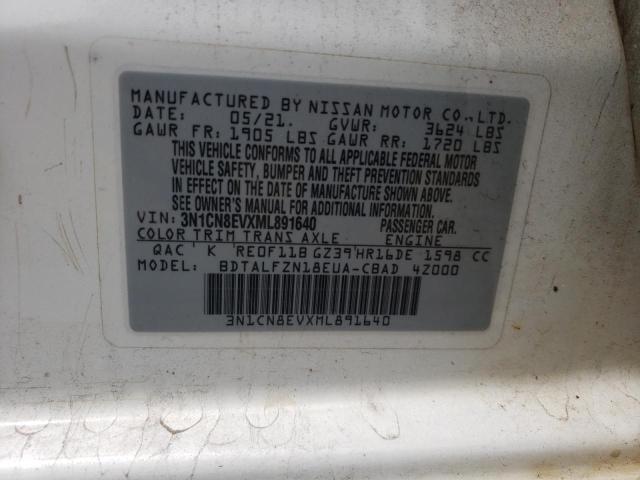 MANUFACTURED BY NISSAN MOTOR CO., LTD.
DATE: 05/21. GVWR: 3624 LBS
GAWR FR: 1905 LBS GAWR RR: 1720 LBS
THIS VEHICLE CONFORMS TO ALL APPLICABLE FEDERAL MOTOR
VEHICLE SAFETY, BUMPER AND THEFT PREVENTION STANDARDS
IN EFFECT ON THE DATE OF MANUFACTURE SHOWN ABOVE.
SEE OWNER'S MANUAL FOR ADDITIONAL INFORMATION.
VIN: 3N1CN8EVXML891640 PASSENGER CAR.
COLOR TRIM TRANS AXLE ENGINE
QAC K RE0F11B GZ39 HR16DE 1598 CC
MODEL: BDTALFZN18EUA-CBAD 4Z000
3N1CN8EVXML891640